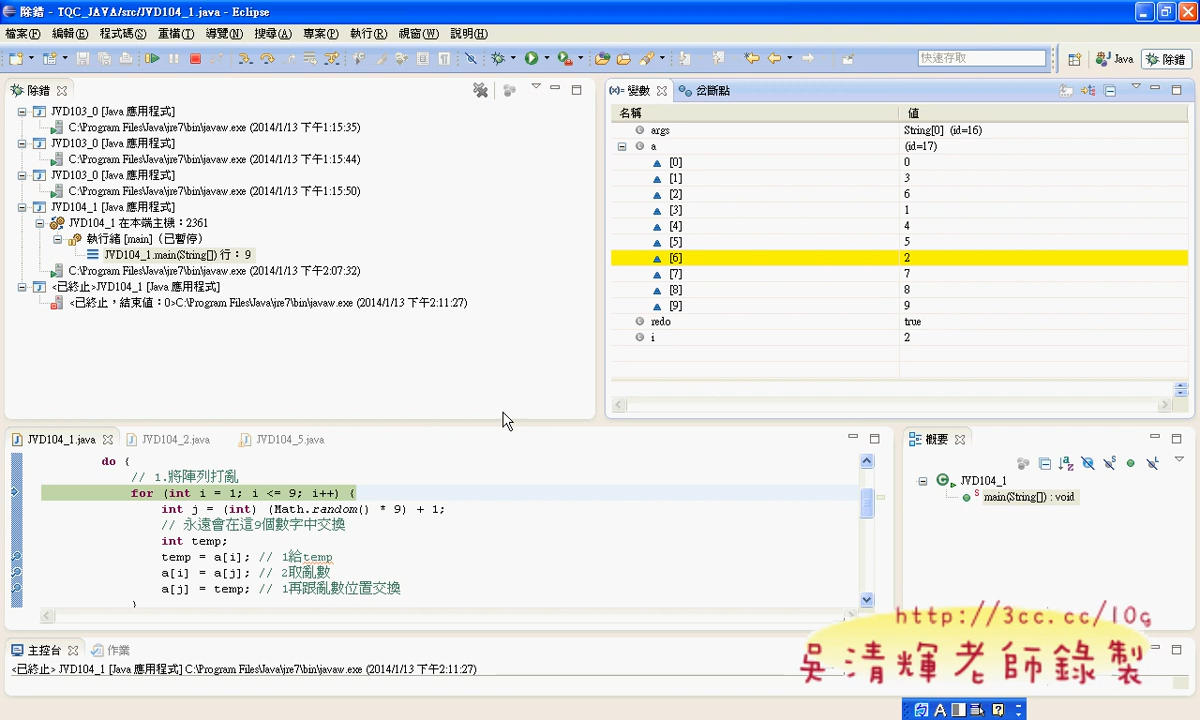 除錯 - TQC_JAVA/src/JVD104_1.java - Eclipse
檔案(F) 編輯(E) 程式碼(S) 重構(T) 導覽(N) 搜尋(A) 專案(P) 執行(R) 視窗(W) 說明(H)
快速存取 Java 除錯
除錯
JVD103_0 [Java 應用程式]
C:\Program Files\Java\jre7\bin\javaw.exe (2014/1/13 下午1:15:35)
JVD103_0 [Java 應用程式]
C:\Program Files\Java\jre7\bin\javaw.exe (2014/1/13 下午1:15:44)
JVD103_0 [Java 應用程式]
C:\Program Files\Java\jre7\bin\javaw.exe (2014/1/13 下午1:15:50)
JVD104_1 [Java 應用程式]
JVD104_1 在本端主機：2361
執行緒 [main]（已暫停）
JVD104_1.main(String[]) 行：9
C:\Program Files\Java\jre7\bin\javaw.exe (2014/1/13 下午2:07:32)
<已終止>JVD104_1 [Java 應用程式]
<已終止，結束值：0>C:\Program Files\Java\jre7\bin\javaw.exe (2014/1/13 下午2:11:27)
(x)= 變數 岔斷點
名稱 值
args String[0] (id=16)
a (id=17)
[0] 0
[1] 3
[2] 6
[3] 1
[4] 4
[5] 5
[6] 2
[7] 7
[8] 8
[9] 9
redo true
i 2
JVD104_1.java JVD104_2.java JVD104_5.java
do {
// 1.將陣列打亂
for (int i = 1; i <= 9; i++) {
int j = (int) (Math.random() * 9) + 1;
// 永遠會在這9個數字中交換
int temp;
temp = a[i]; // 1給temp
a[i] = a[j]; // 2取亂數
a[j] = temp; // 1再跟亂數位置交換
}
概要
JVD104_1
main(String[]) : void
主控台 作業
<已終止> JVD104_1 [Java 應用程式] C:\Program Files\Java\jre7\bin\javaw.exe (2014/1/13 下午2:11:27)
http://3cc.cc/10g
吳清輝老師錄製